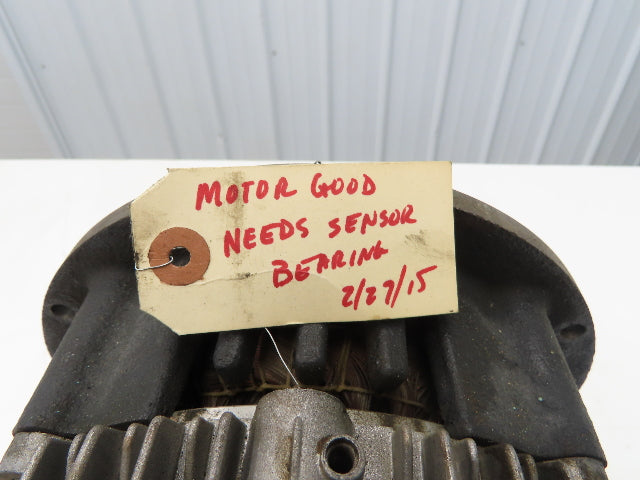 MOTOR GOOD
NEEDS SENSOR
BEARING
2/27/15